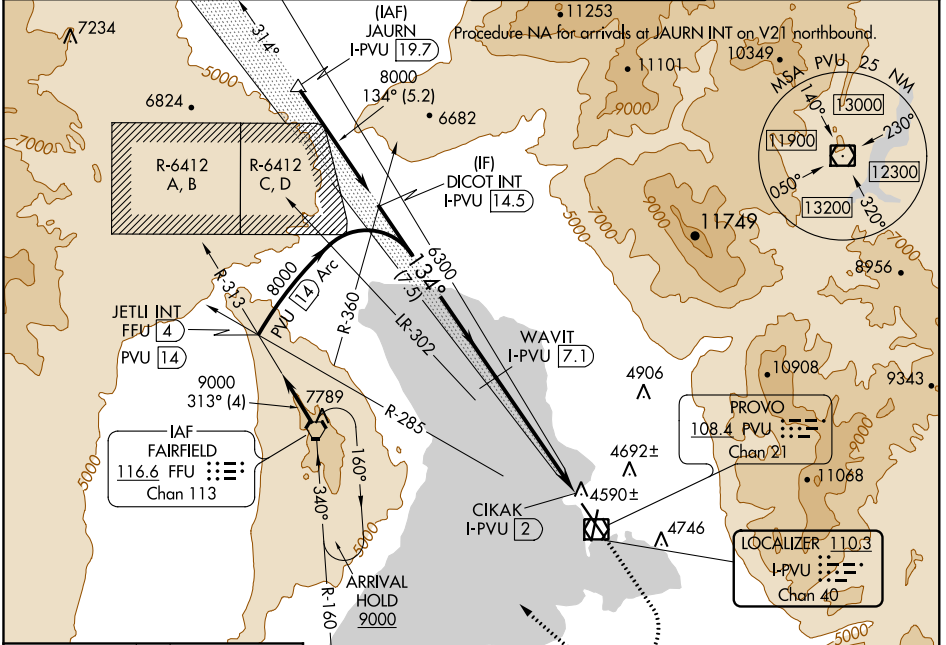 7234
(IAF)
JAURN
I-PVU 19.7
11253
Procedure NA for arrivals at JAURN INT on V21 northbound.
314°
5000
8000
134° (5.2)
11101
10349
MSA PVU 25 NM
140°
13000
230°
11900
12300
050°
13200
320°
6824
6682
9000
R-6412
A, B
R-6412
C, D
(IF)
DICOT INT
I-PVU 14.5
5000
7000
9000
11749
7000
8956
R-313
8000
PVU 14 Arc
R-360
134°
6300
(7.5)
LR-302
JETLI INT
FFU 4
PVU 14
WAVIT
I-PVU 7.1
9000
313° (4)
7789
R-285
4906
10908
9343
IAF
FAIRFIELD
116.6 FFU
Chan 113
160°
340°
PROVO
108.4 PVU
Chan 21
4692±
11068
4590±
CIKAK
I-PVU 2
4746
5000
5000
LOCALIZER 110.3
I-PVU
Chan 40
ARRIVAL
HOLD
9000
R-160
5000